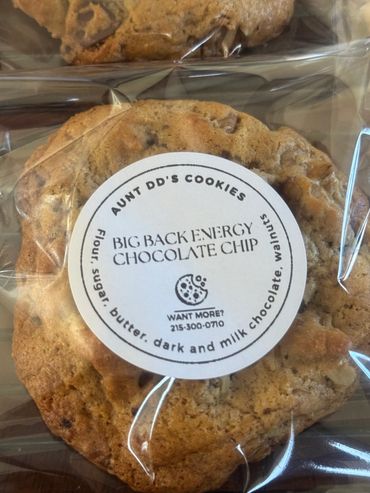 AUNT DD'S COOKIES
BIG BACK ENERGY
CHOCOLATE CHIP
WANT MORE?
215-300-0710
Flour, sugar, butter, dark and milk chocolate, walnuts